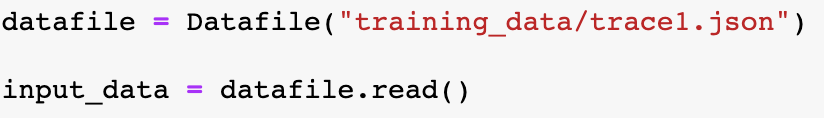 datafile = Datafile("training_data/trace1.json")
input_data = datafile.read()